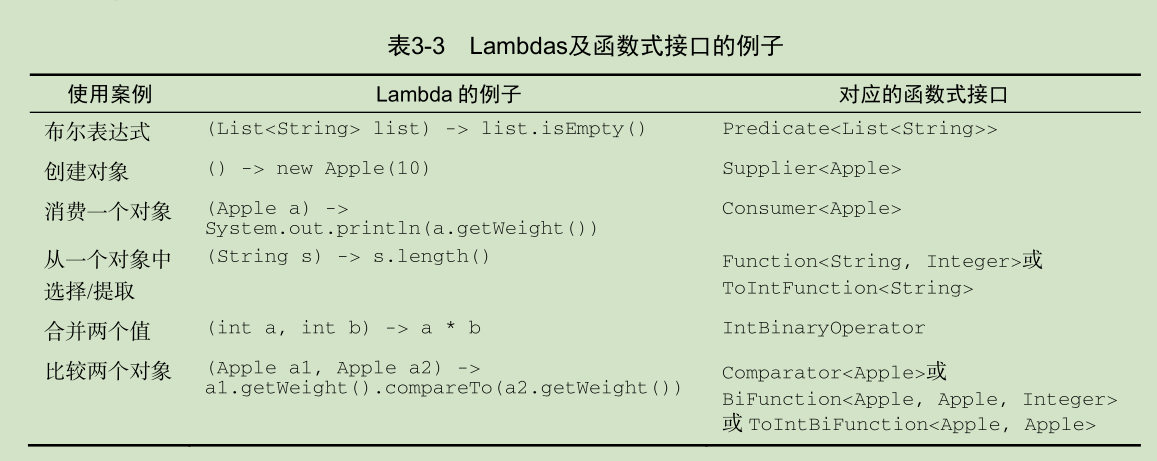 表3-3 Lambdas及函数式接口的例子
使用案例 Lambda 的例子 对应的函数式接口
布尔表达式 (List<String> list) -> list.isEmpty() Predicate<List<String>>
创建对象 () -> new Apple(10) Supplier<Apple>
消费一个对象 (Apple a) -> Consumer<Apple>
System.out.println(a.getWeight())
从一个对象中 (String s) -> s.length() Function<String, Integer>或
选择/提取 ToIntFunction<String>
合并两个值 (int a, int b) -> a * b IntBinaryOperator
比较两个对象 (Apple a1, Apple a2) -> Comparator<Apple>或
a1.getWeight().compareTo(a2.getWeight()) BiFunction<Apple, Apple, Integer>
或 ToIntBiFunction<Apple, Apple>